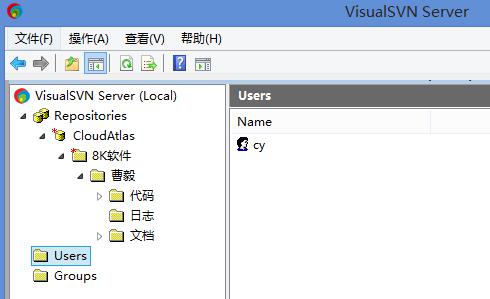 VisualSVN Server
文件(F) 操作(A) 查看(V) 帮助(H)
VisualSVN Server (Local)
Repositories
CloudAtlas
8K软件
曹毅
代码
日志
文档
Users
Groups
Users
Name
cy